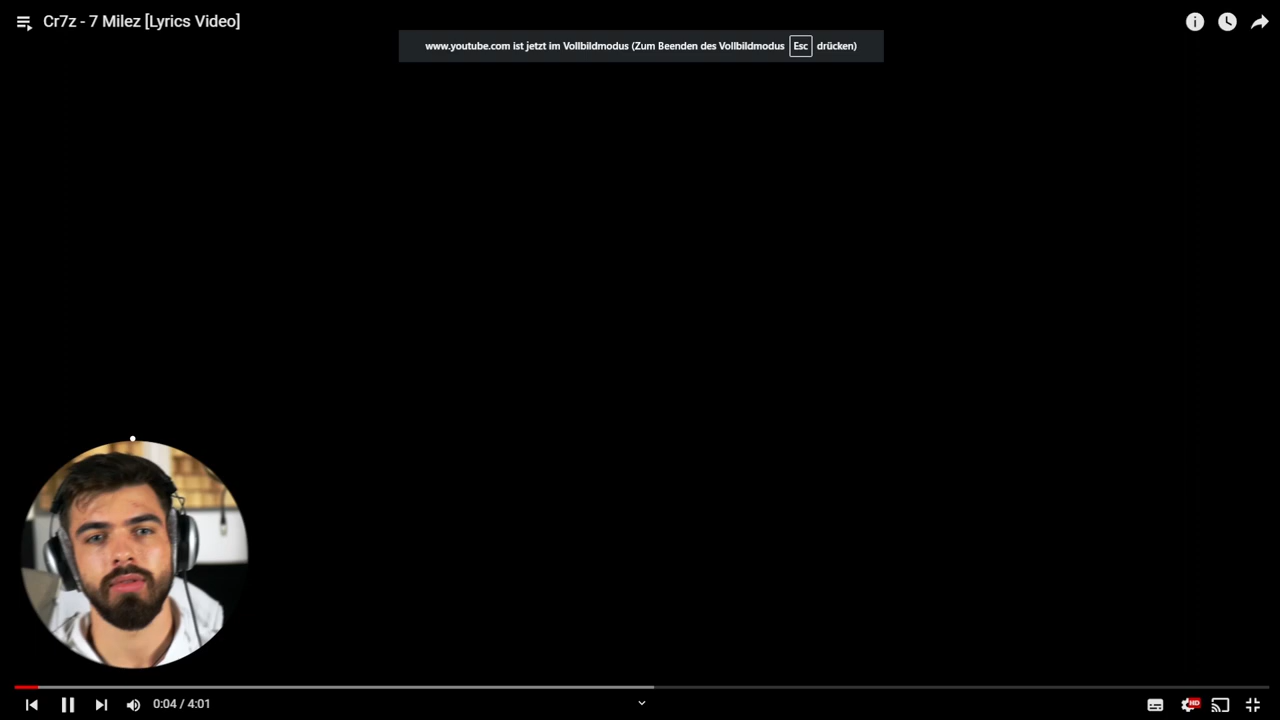 Cr7z - 7 Milez [Lyrics Video]
www.youtube.com ist jetzt im Vollbildmodus (Zum Beenden des Vollbildmodus Esc drücken)
HD
0:04 / 4:01